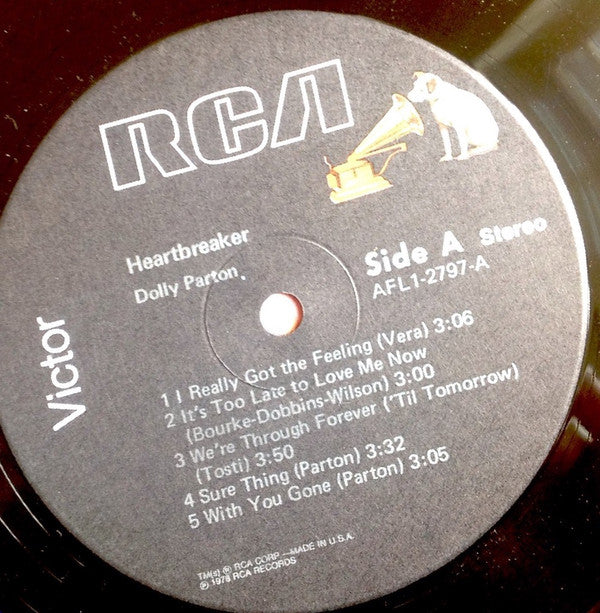 RCA
Victor
Heartbreaker
Dolly Parton
Side A Stereo
AFL1-2797-A
1 I Really Got the Feeling (Vera) 3:06
2 It's Too Late to Love Me Now
(Bourke-Dobbins-Wilson) 3:00
3 We're Through Forever ('Til Tomorrow)
(Tosti) 3:50
4 Sure Thing (Parton) 3:32
5 With You Gone (Parton) 3:05
TM(s) ® RCA CORP.—MADE IN U.S.A.
℗ 1978 RCA RECORDS